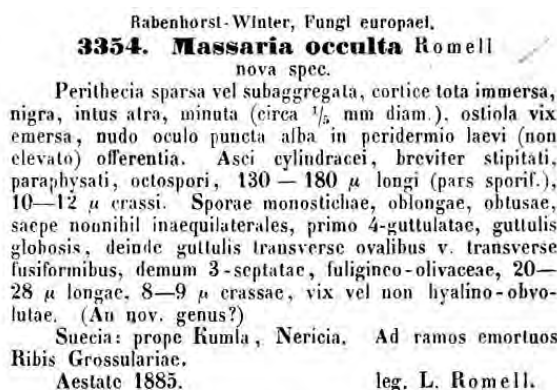 Rabenhorst-Winter, Fungi europaei.
3354. Massaria occulta Romell
nova spec.
Perithecia sparsa vel subaggregata, cortice tota immersa,
nigra, intus atra, minuta (circa 1/5 mm diam.), ostiola vix
emersa, nudo oculo puncta alba in peridermio laevi (non
elevato) offerentia. Asci cylindracei, breviter stipitati,
paraphysati, octospori, 130 — 180 µ longi (pars sporif.),
10—12 µ crassi. Sporae monostichae, oblongae, obtusae,
saepe nonnihil inaequilaterales, primo 4-guttulatae, guttulis
globosis, deinde guttulis transverse ovalibus v. transverse
fusiformibus, demum 3-septatae, fuligineo-olivaceae, 20—
28 µ longae, 8—9 µ crassae, vix vel non hyalino-obvo-
lutae. (An nov. genus?)
Suecia: prope Kumla, Nericia. Ad ramos emortuos
Ribis Grossulariae.
Aestate 1885. leg. L. Romell.